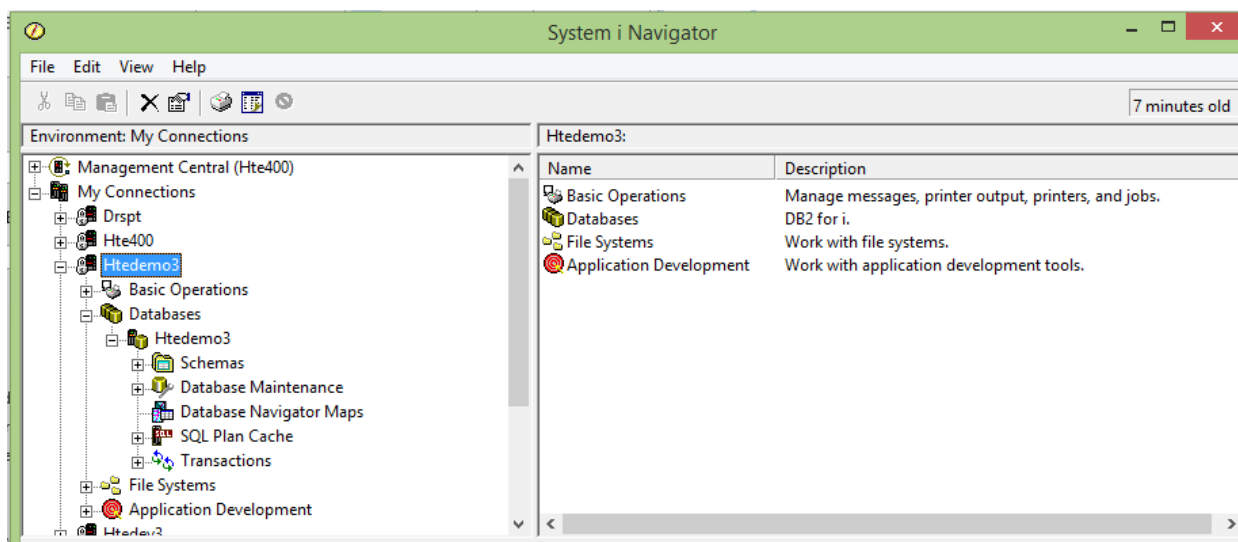 System i Navigator
File Edit View Help
7 minutes old
Environment: My Connections
Htedemo3:
Management Central (Hte400)
My Connections
Drspt
Hte400
Htedemo3
Basic Operations
Databases
Htedemo3
Schemas
Database Maintenance
Database Navigator Maps
SQL Plan Cache
Transactions
File Systems
Application Development
Htedev3
Name Description
Basic Operations Manage messages, printer output, printers, and jobs.
Databases DB2 for i.
File Systems Work with file systems.
Application Development Work with application development tools.